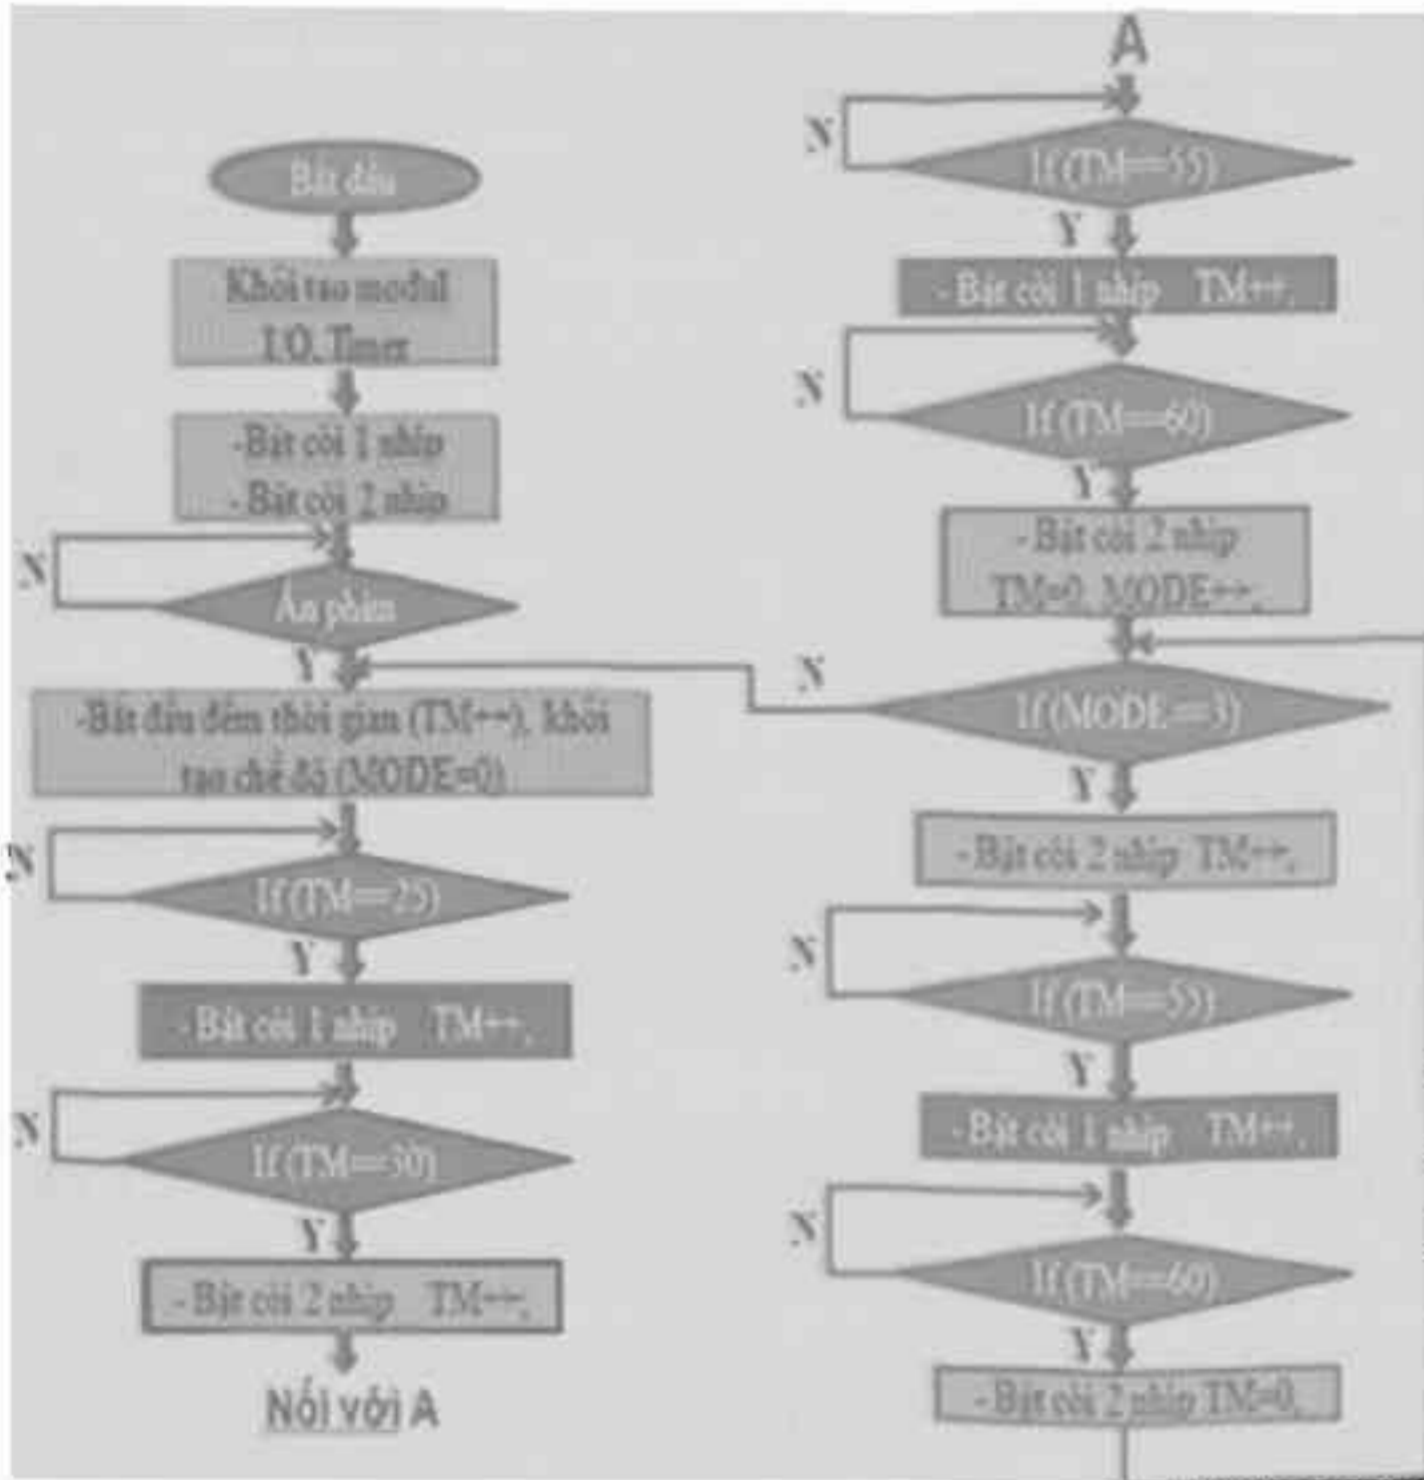 Bắt đầu
Khởi tạo modul
I/O, Timer
-Bật còi 1 nhịp
- Bật còi 2 nhịp
N
Ấn phím
Y
-Bắt đầu đếm thời gian (TM++), khởi
tạo chế độ (MODE=0)
N
If (TM==25)
Y
- Bật còi 1 nhịp TM++,
N
If (TM==30)
Y
- Bật còi 2 nhịp TM++,
Nối với A
A
N
If (TM==55)
Y
- Bật còi 1 nhịp TM++,
N
If (TM==60)
Y
- Bật còi 2 nhịp
TM=0, MODE++,
N
If (MODE==3)
Y
- Bật còi 2 nhịp TM++,
N
If (TM==55)
Y
- Bật còi 1 nhịp TM++,
N
If (TM==60)
Y
- Bật còi 2 nhịp TM=0,